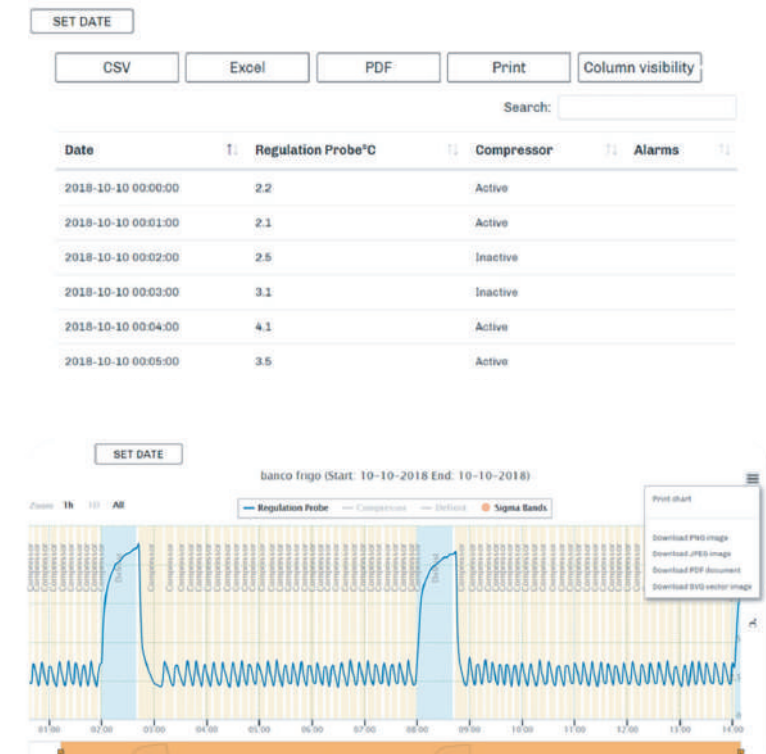 SET DATE
CSV Excel PDF Print Column visibility
Search:
Date Regulation Probe°C Compressor Alarms
2018-10-10 00:00:00 2.2 Active
2018-10-10 00:01:00 2.1 Active
2018-10-10 00:02:00 2.5 Inactive
2018-10-10 00:03:00 3.1 Inactive
2018-10-10 00:04:00 4.1 Active
2018-10-10 00:05:00 3.5 Active
SET DATE
banco frigo (Start: 10-10-2018 End: 10-10-2018)
Zoom 1h 1D All
Regulation Probe Compressor Defrost Sigma Bands
Print chart
Download PNG image
Download JPEG image
Download PDF document
Download SVG vector image
°C
01:00 02:00 03:00 04:00 05:00 06:00 07:00 08:00 09:00 10:00 11:00 12:00 13:00 14:00